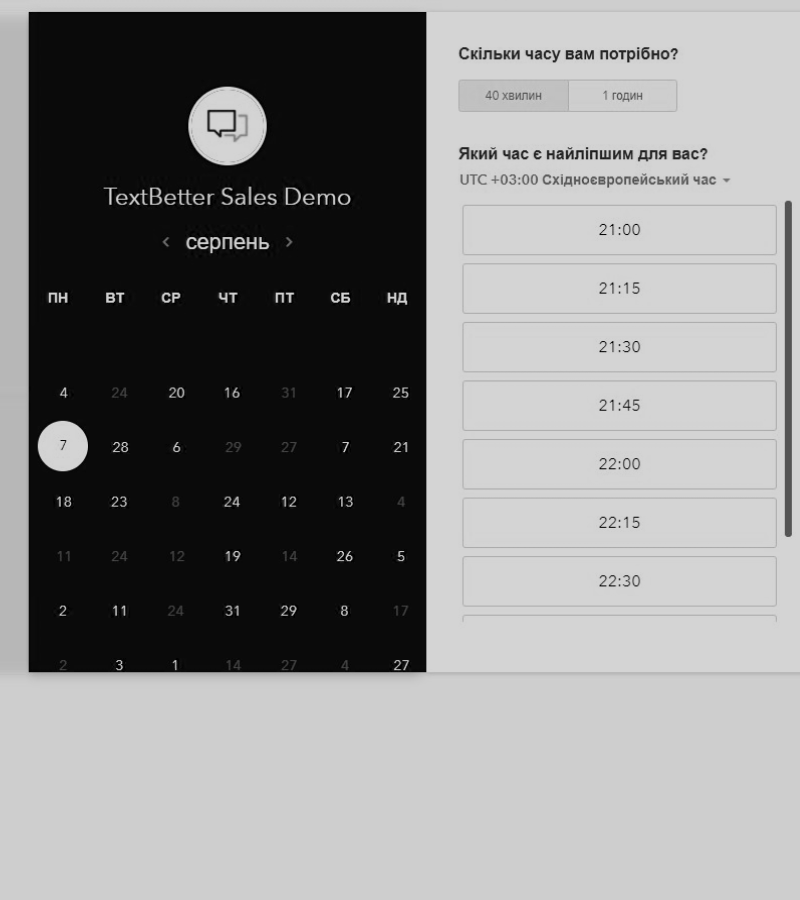 TextBetter Sales Demo
серпень
ПН ВТ СР ЧТ ПТ СБ НД
4 24 20 16 31 17 25
7 28 6 29 27 7 21
18 23 8 24 12 13 4
11 24 12 19 14 26 5
2 11 24 31 29 8 17
2 3 1 14 27 4 27
Скільки часу вам потрібно?
40 хвилин 1 годин
Який час є найліпшим для вас?
UTC +03:00 Східноєвропейський час
21:00
21:15
21:30
21:45
22:00
22:15
22:30